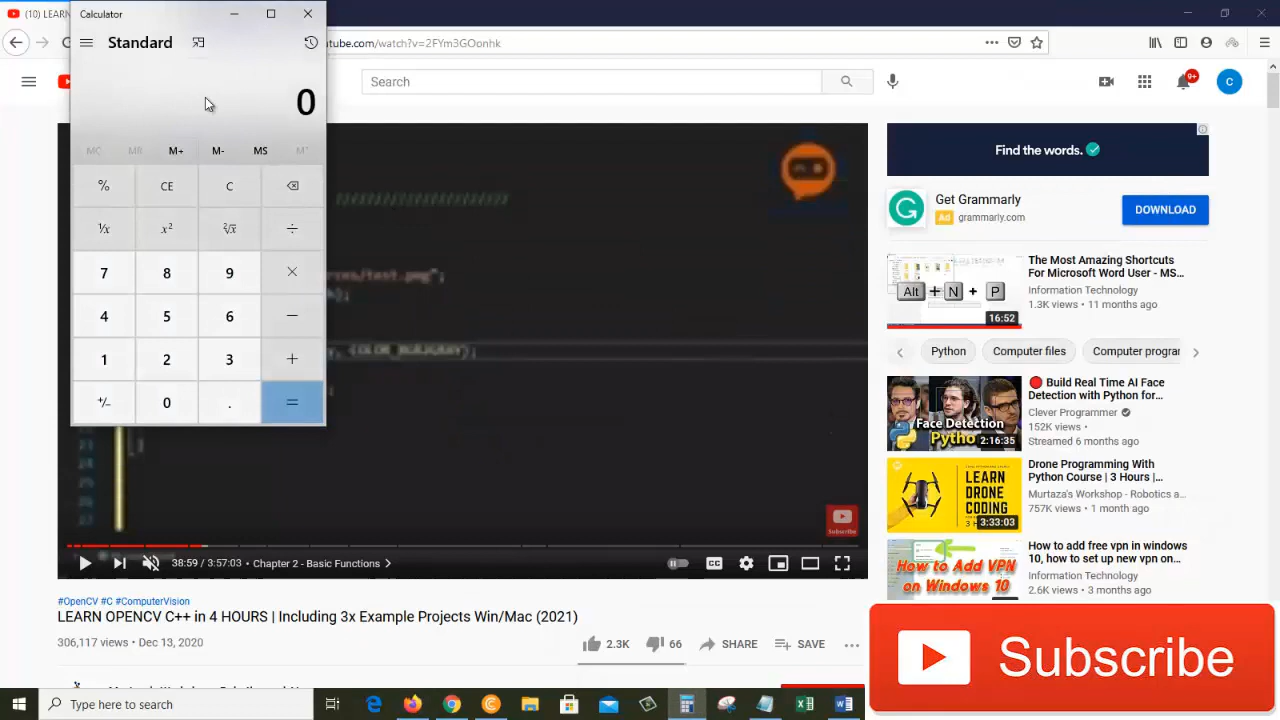 (10) LEARN
Calculator
Standard
utube.com/watch?v=2FYm3GOonhk
Search
9+
C
0
MC MR M+ M- MS
% CE C
7 8 9 ×
4 5 6 −
1 2 3 +
+/− 0 . =
Find the words.
Get Grammarly
Ad grammarly.com
DOWNLOAD
The Most Amazing Shortcuts
For Microsoft Word User - MS...
Information Technology
1.3K views • 11 months ago
Alt + N + P
16:52
Python
Computer files
Computer prograr
Build Real Time AI Face
Detection with Python for...
Clever Programmer
152K views •
Streamed 6 months ago
Face Detection
Pytho
2:16:35
Drone Programming With
Python Course | 3 Hours |...
Murtaza's Workshop - Robotics a...
757K views • 1 month ago
LEARN
DRONE
CODING
3:33:03
How to add free vpn in windows
10, how to set up new vpn on...
Information Technology
2.6K views • 3 months ago
How to Add VPN
on Windows 10
Subscribe
38:59 / 3:57:03 • Chapter 2 - Basic Functions
CC
#OpenCV #C #ComputerVision
LEARN OPENCV C++ in 4 HOURS | Including 3x Example Projects Win/Mac (2021)
306,117 views • Dec 13, 2020
2.3K
66
SHARE
SAVE
Subscribe
Type here to search